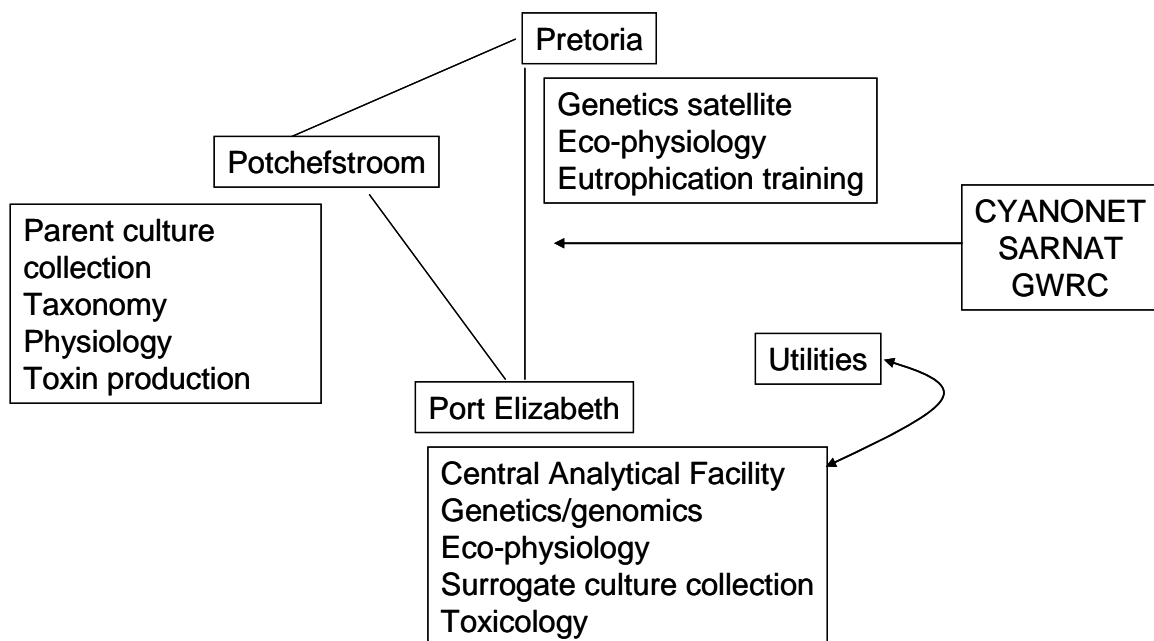 Pretoria
Genetics satellite
Eco-physiology
Eutrophication training
Potchefstroom
Parent culture
collection
Taxonomy
Physiology
Toxin production
CYANONET
SARNAT
GWRC
Utilities
Port Elizabeth
Central Analytical Facility
Genetics/genomics
Eco-physiology
Surrogate culture collection
Toxicology